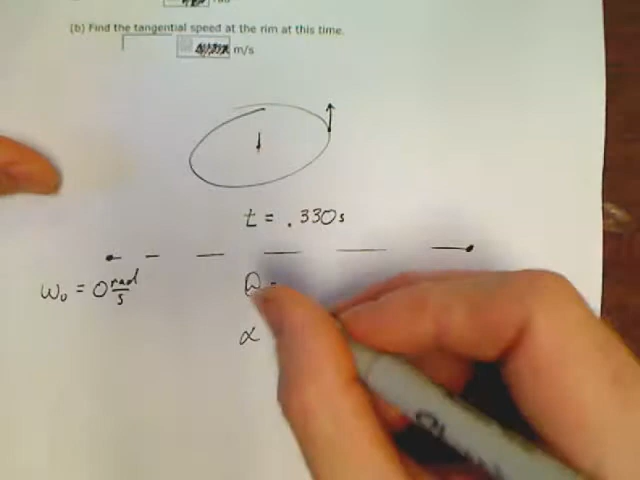 (b) Find the tangential speed at the rim at this time.
m/s
t = .330s
ω₀ = 0 rad/s
α